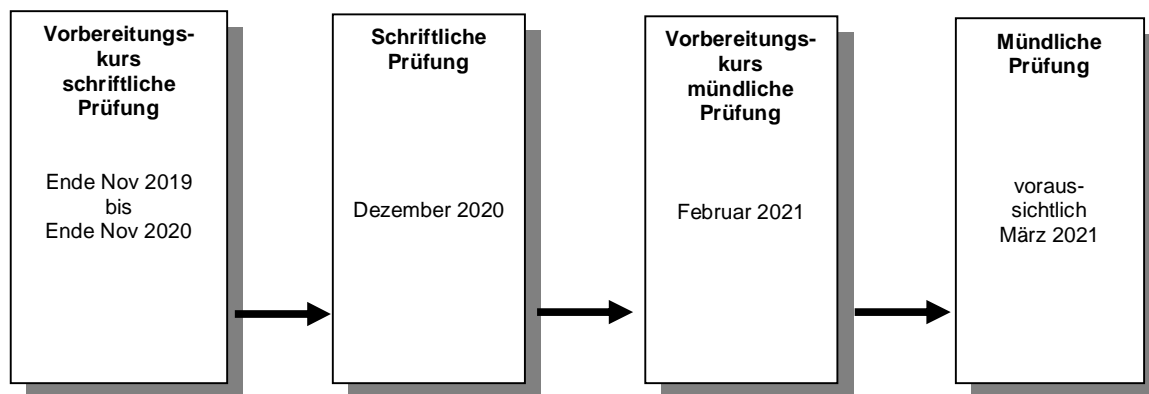 Vorbereitungs-
kurs
schriftliche
Prüfung
Ende Nov 2019
bis
Ende Nov 2020
Schriftliche
Prüfung
Dezember 2020
Vorbereitungs-
kurs
mündliche
Prüfung
Februar 2021
Mündliche
Prüfung
voraus-
sichtlich
März 2021